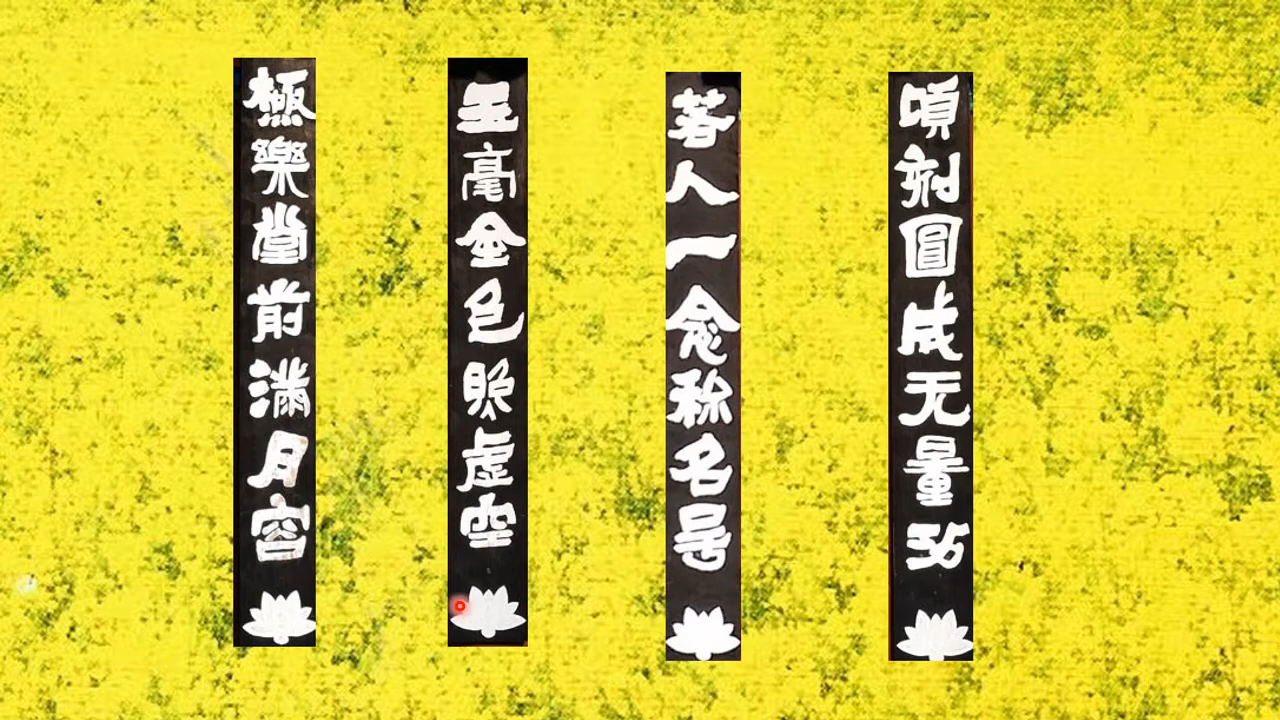 極樂堂前滿月容
玉毫金色照虛空
若人一念称名号
頃刻圓成无量功